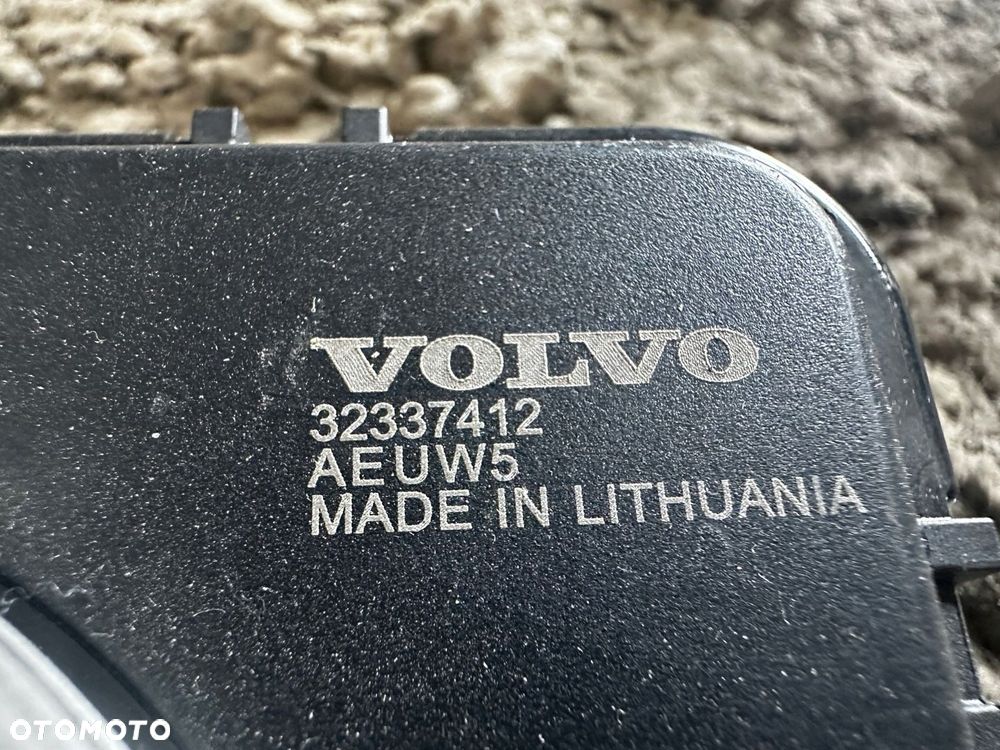 VOLVO
32337412
AEUW5
MADE IN LITHUANIA
OTOMOTO